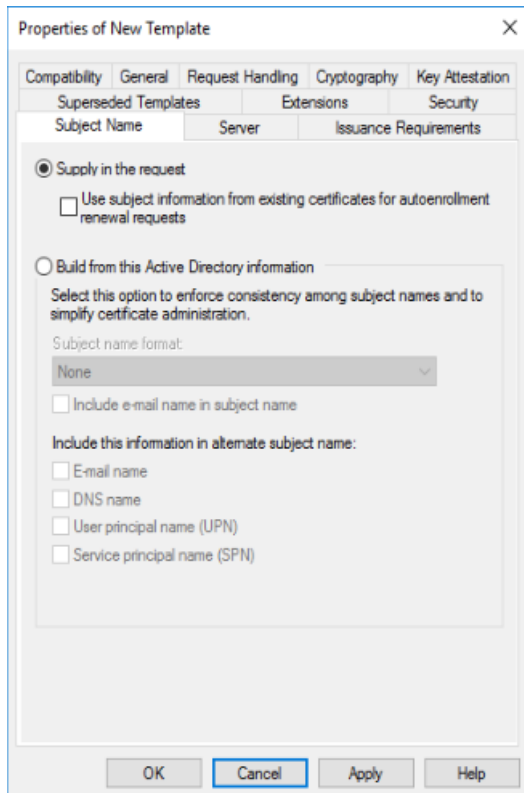 Properties of New Template
Compatibility General Request Handling Cryptography Key Attestation
Superseded Templates Extensions Security
Subject Name Server Issuance Requirements
Supply in the request
Use subject information from existing certificates for autoenrollment
renewal requests
Build from this Active Directory information
Select this option to enforce consistency among subject names and to
simplify certificate administration.
Subject name format:
None
Include e-mail name in subject name
Include this information in alternate subject name:
E-mail name
DNS name
User principal name (UPN)
Service principal name (SPN)
OK Cancel Apply Help